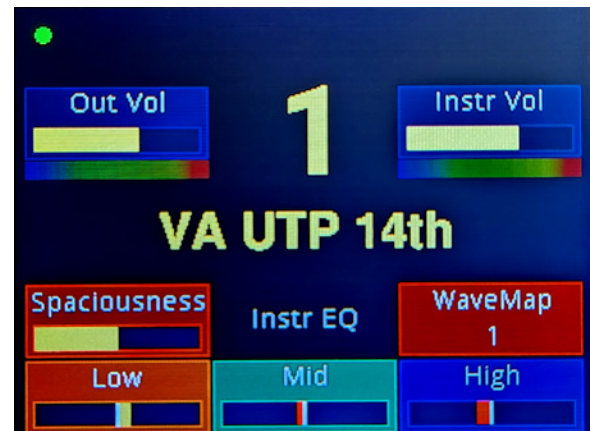 Out Vol
1
Instr Vol
VA UTP 14th
Spaciousness
Instr EQ
WaveMap
1
Low
Mid
High